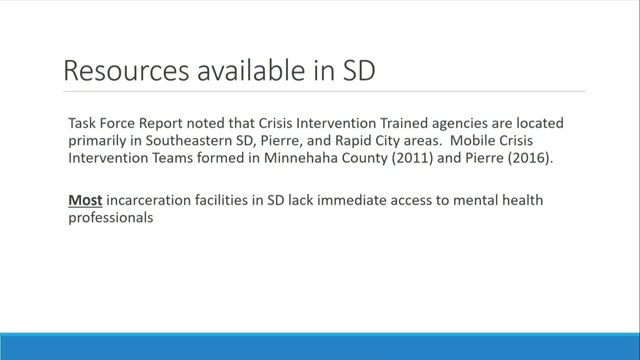 Resources available in SD
Task Force Report noted that Crisis Intervention Trained agencies are located
primarily in Southeastern SD, Pierre, and Rapid City areas.  Mobile Crisis
Intervention Teams formed in Minnehaha County (2011) and Pierre (2016).
Most incarceration facilities in SD lack immediate access to mental health
professionals